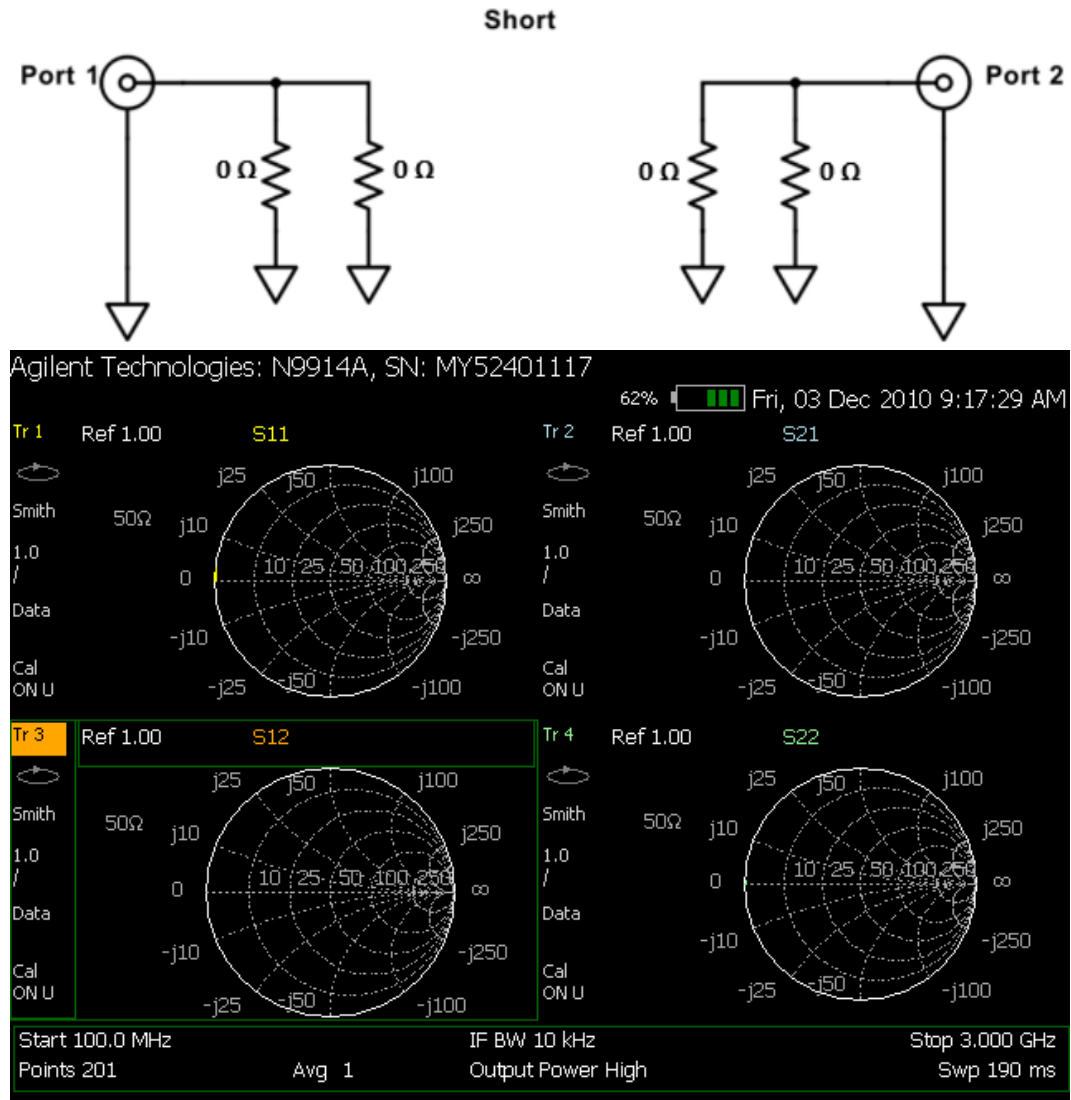 Short
Port 1
Port 2
0 Ω
0 Ω
0 Ω
0 Ω
Agilent Technologies: N9914A, SN: MY52401117
62%
Fri, 03 Dec 2010 9:17:29 AM
Tr 1
Ref 1.00
S11
Smith
1.0
/
Data
Cal
ON U
50Ω
j10
j25
j50
j100
j250
0
10
25
50
100
250
∞
-j10
-j25
-j50
-j100
-j250
Tr 2
Ref 1.00
S21
Smith
1.0
/
Data
Cal
ON U
50Ω
j10
j25
j50
j100
j250
0
10
25
50
100
250
∞
-j10
-j25
-j50
-j100
-j250
Tr 3
Ref 1.00
S12
Smith
1.0
/
Data
Cal
ON U
50Ω
j10
j25
j50
j100
j250
0
10
25
50
100
250
∞
-j10
-j25
-j50
-j100
-j250
Tr 4
Ref 1.00
S22
Smith
1.0
/
Data
Cal
ON U
50Ω
j10
j25
j50
j100
j250
0
10
25
50
100
250
∞
-j10
-j25
-j50
-j100
-j250
Start 100.0 MHz
IF BW 10 kHz
Stop 3.000 GHz
Points 201
Avg 1
Output Power High
Swp 190 ms